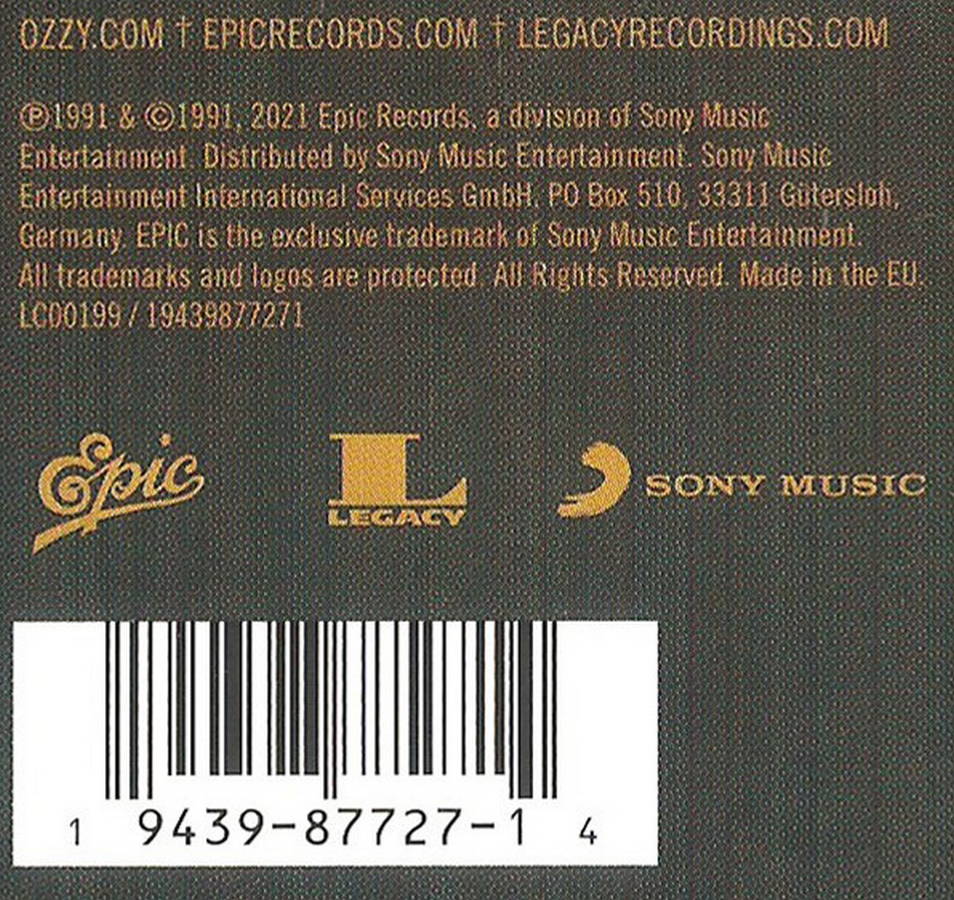 OZZY.COM † EPICRECORDS.COM † LEGACYRECORDINGS.COM
℗1991 & ©1991, 2021 Epic Records, a division of Sony Music
Entertainment. Distributed by Sony Music Entertainment. Sony Music
Entertainment International Services GmbH, PO Box 510, 33311 Gütersloh,
Germany. EPIC is the exclusive trademark of Sony Music Entertainment.
All trademarks and logos are protected. All Rights Reserved. Made in the EU.
LC00199 / 19439877271
Epic
L
LEGACY
SONY MUSIC
1 9439-87727-1 4